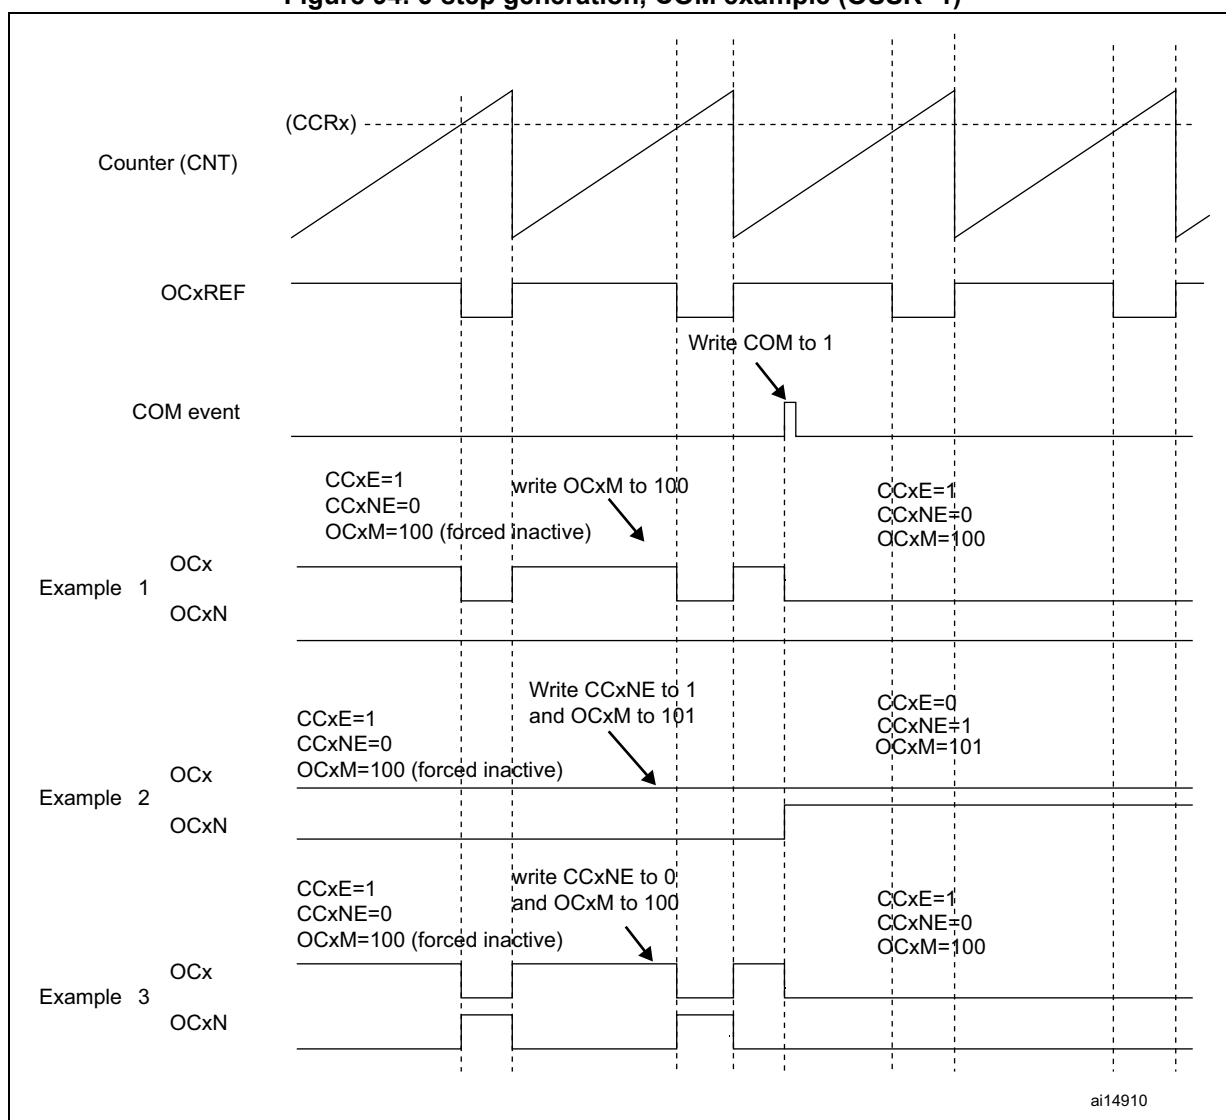 Figure 94. 6-step generation, COM example (OSSR=1)
(CCRx)
Counter (CNT)
OCxREF
Write COM to 1
COM event
CCxE=1
CCxNE=0
OCxM=100 (forced inactive)
write OCxM to 100
CCxE=1
CCxNE=0
OCxM=100
OCx
Example 1
OCxN
Write CCxNE to 1
and OCxM to 101
CCxE=1
CCxNE=0
OCxM=100 (forced inactive)
CCxE=0
CCxNE=1
OCxM=101
OCx
Example 2
OCxN
write CCxNE to 0
and OCxM to 100
CCxE=1
CCxNE=0
OCxM=100 (forced inactive)
CCxE=1
CCxNE=0
OCxM=100
OCx
Example 3
OCxN
ai14910